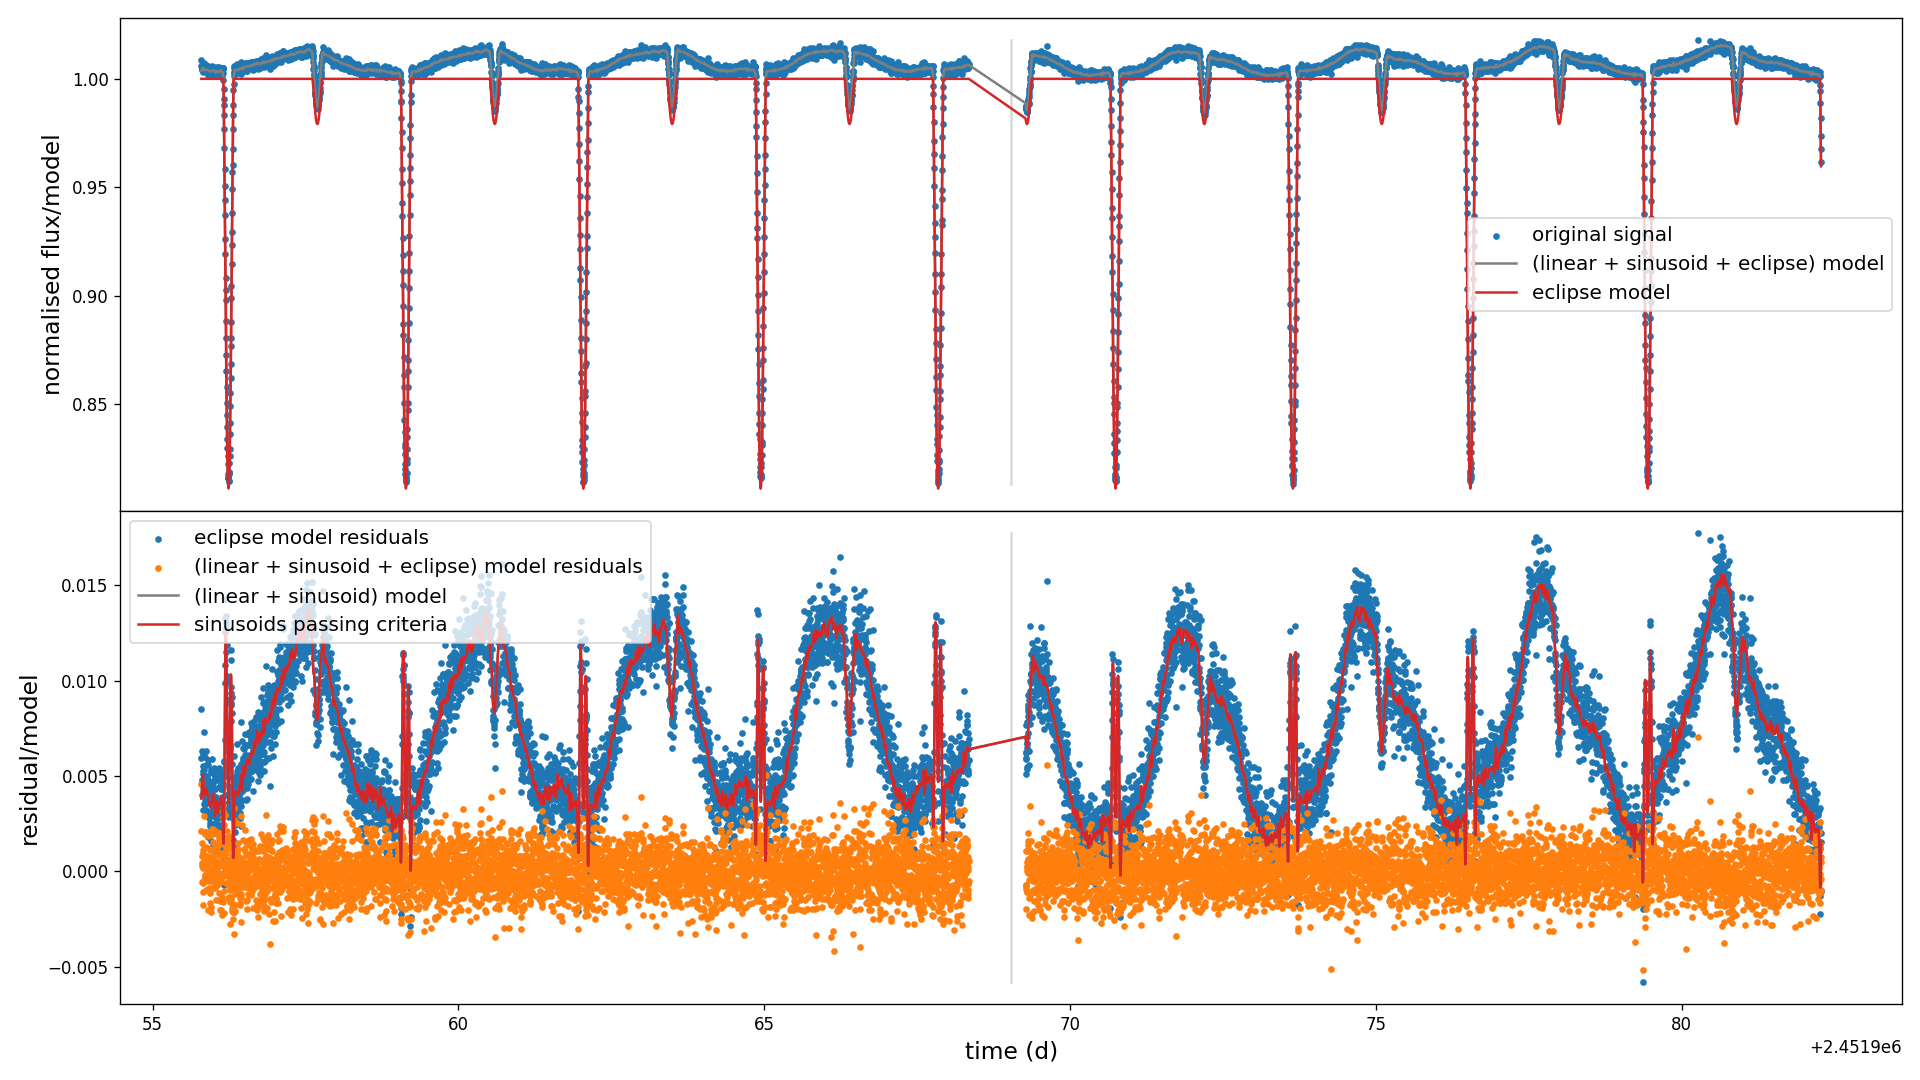 normalised flux/model
1.00
0.95
0.90
0.85
original signal
(linear + sinusoid + eclipse) model
eclipse model
residual/model
0.015
0.010
0.005
0.000
−0.005
eclipse model residuals
(linear + sinusoid + eclipse) model residuals
(linear + sinusoid) model
sinusoids passing criteria
55 60 65 70 75 80
time (d)
+2.4519e6